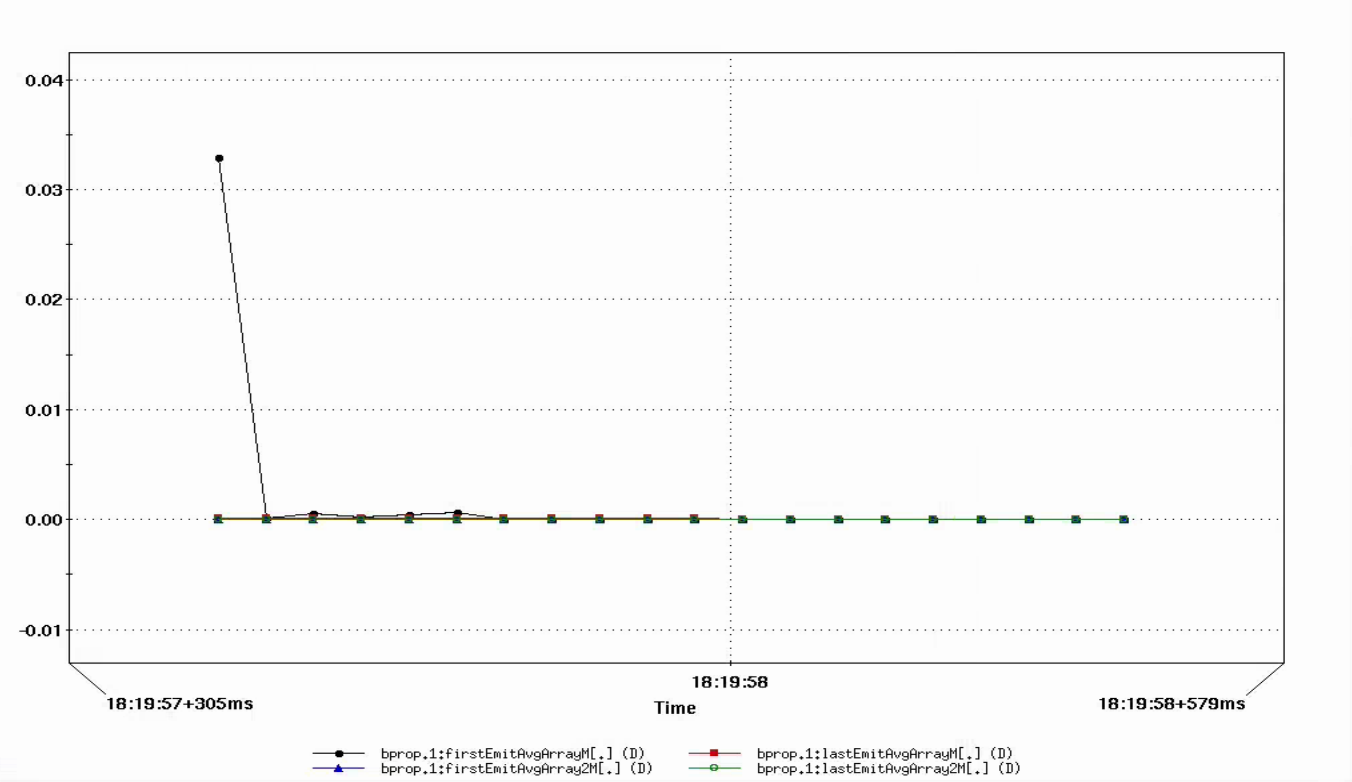 0.04
0.03
0.02
0.01
0.00
-0.01
18:19:58
18:19:57+305ms
Time
18:19:58+579ms
bprop.1:firstEmitAvgArrayM[.] (D)
bprop.1:lastEmitAvgArrayM[.] (D)
bprop.1:firstEmitAvgArray2M[.] (D)
bprop.1:lastEmitAvgArray2M[.] (D)